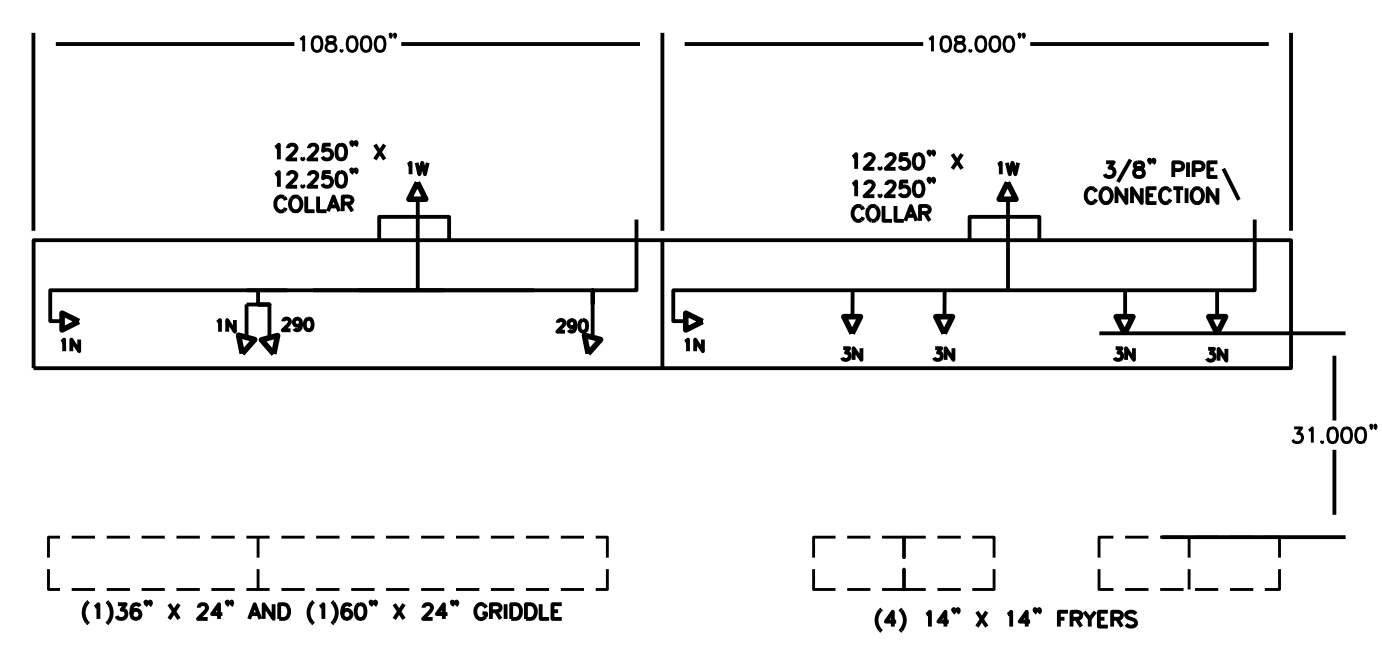 108.000"
108.000"
12.250" X
12.250"
COLLAR
1W
12.250" X
12.250"
COLLAR
1W
3/8" PIPE
CONNECTION
1N
1N
290
290
1N
3N
3N
3N
3N
31.000"
(1)36" X 24" AND (1)60" X 24" GRIDDLE
(4) 14" X 14" FRYERS